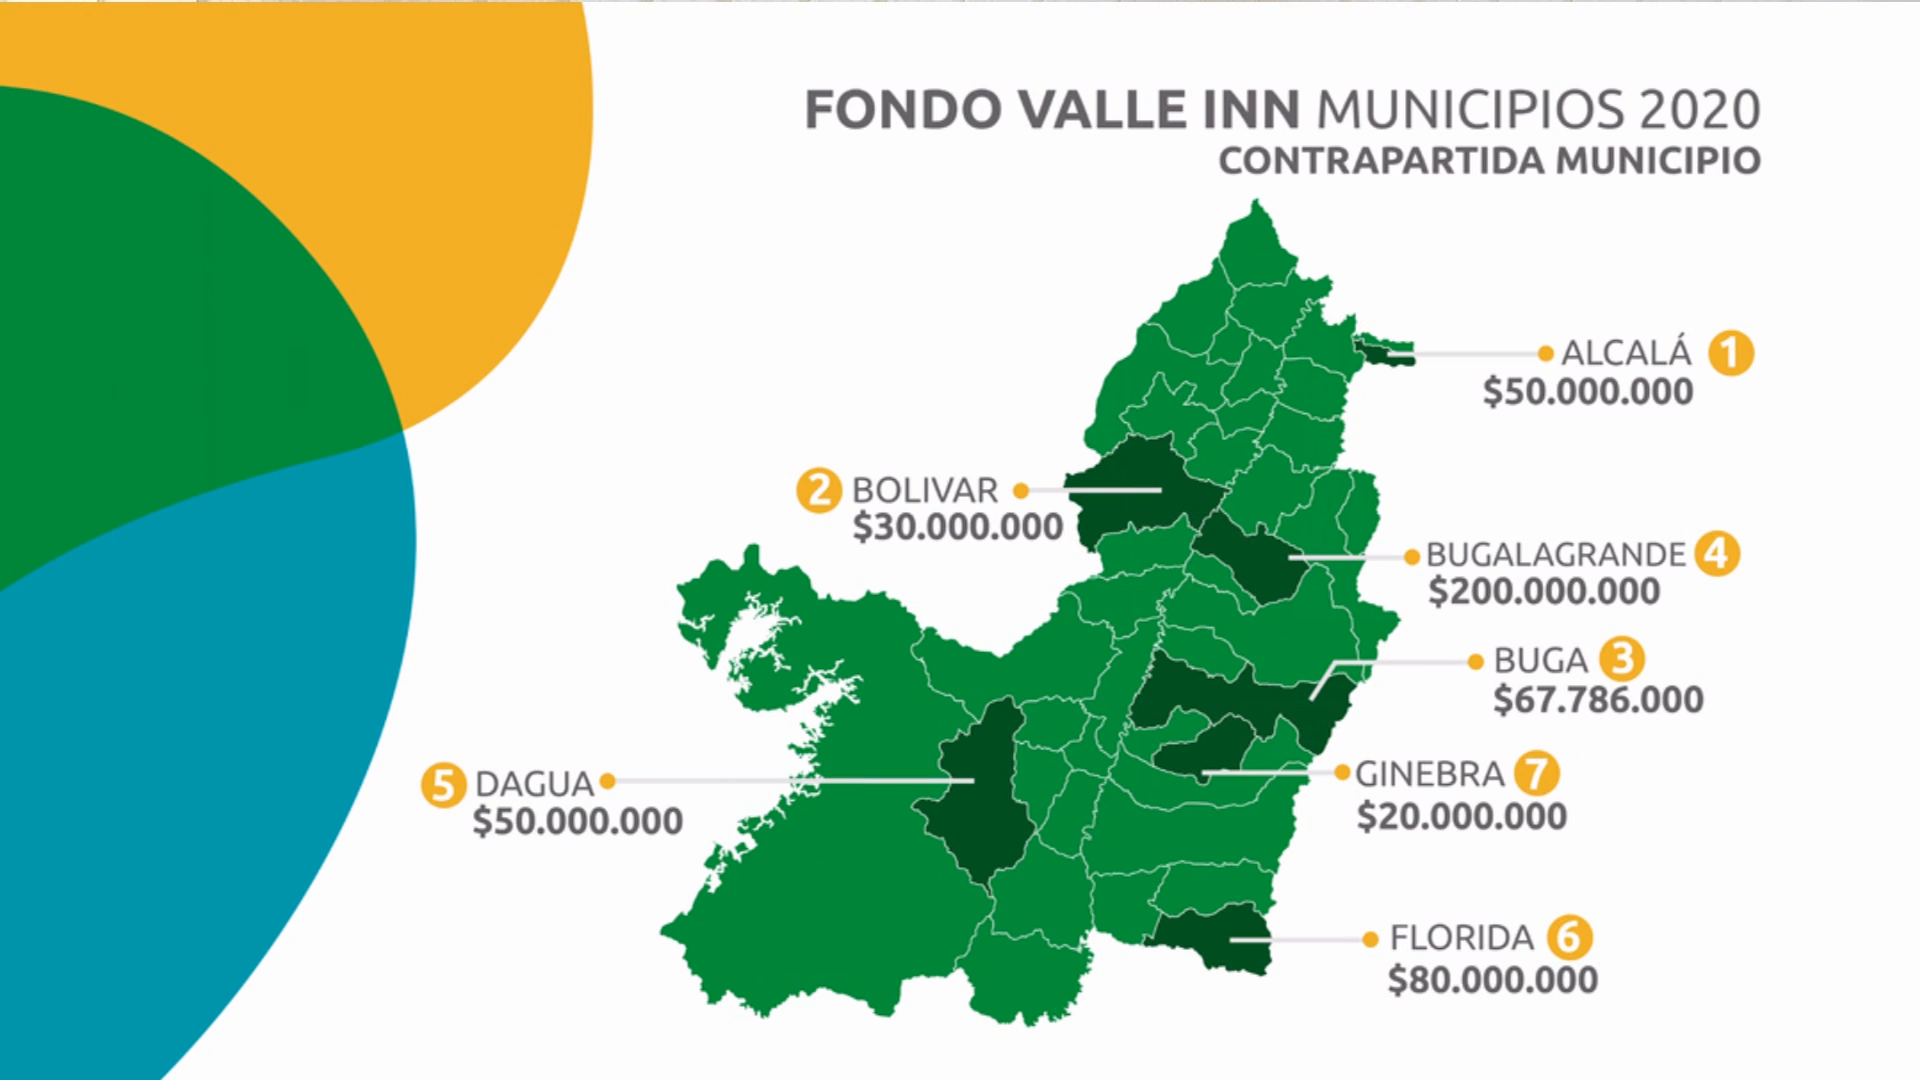 FONDO VALLE INN MUNICIPIOS 2020
CONTRAPARTIDA MUNICIPIO
ALCALÁ 1
$50.000.000
2 BOLIVAR
$30.000.000
BUGALAGRANDE 4
$200.000.000
BUGA 3
$67.786.000
5 DAGUA
$50.000.000
GINEBRA 7
$20.000.000
FLORIDA 6
$80.000.000